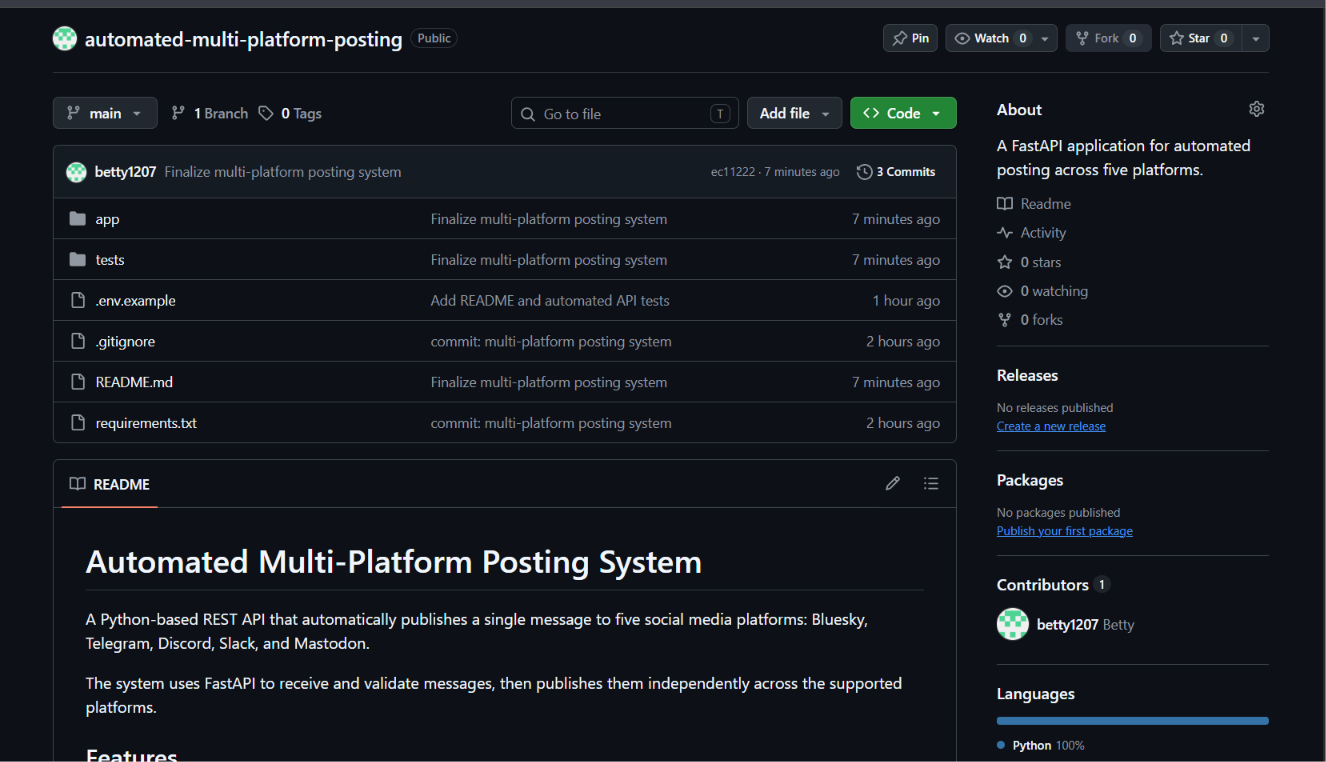 automated-multi-platform-posting Public
Pin
Watch 0
Fork 0
Star 0
main
1 Branch
0 Tags
Go to file T
Add file
Code
betty1207 Finalize multi-platform posting system ec11222 · 7 minutes ago 3 Commits
app Finalize multi-platform posting system 7 minutes ago
tests Finalize multi-platform posting system 7 minutes ago
.env.example Add README and automated API tests 1 hour ago
.gitignore commit: multi-platform posting system 2 hours ago
README.md Finalize multi-platform posting system 7 minutes ago
requirements.txt commit: multi-platform posting system 2 hours ago
README
Automated Multi-Platform Posting System
A Python-based REST API that automatically publishes a single message to five social media platforms: Bluesky,
Telegram, Discord, Slack, and Mastodon.
The system uses FastAPI to receive and validate messages, then publishes them independently across the supported
platforms.
Features
About
A FastAPI application for automated
posting across five platforms.
Readme
Activity
0 stars
0 watching
0 forks
Releases
No releases published
Create a new release
Packages
No packages published
Publish your first package
Contributors 1
betty1207 Betty
Languages
Python 100%